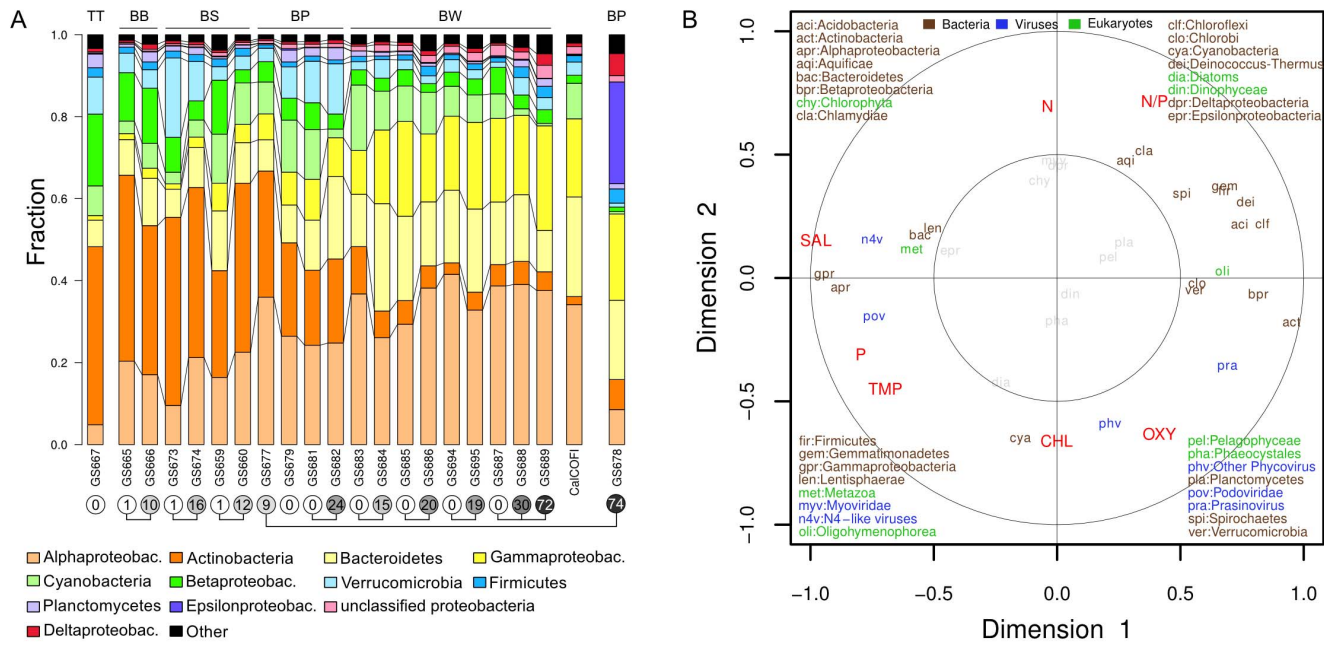 A
TT BB BS BP BW BP
1.0
0.8
0.6
0.4
0.2
0.0
Fraction
GS667 GS665 GS666 GS673 GS674 GS659 GS660 GS677 GS679 GS681 GS682 GS683 GS684 GS685 GS686 GS694 GS695 GS687 GS688 GS689 CalCOFI GS678
0 1 10 1 16 1 12 9 0 0 24 0 15 0 20 0 19 0 30 72 74
Alphaproteobac. Actinobacteria Bacteroidetes Gammaproteobac.
Cyanobacteria Betaproteobac. Verrucomicrobia Firmicutes
Planctomycetes Epsilonproteobac. unclassified proteobacteria
Deltaproteobac. Other
B
Bacteria Viruses Eukaryotes
aci:Acidobacteria
act:Actinobacteria
apr:Alphaproteobacteria
aqi:Aquificae
bac:Bacteroidetes
bpr:Betaproteobacteria
chy:Chlorophyta
cla:Chlamydiae
clf:Chloroflexi
clo:Chlorobi
cya:Cyanobacteria
dei:Deinococcus-Thermus
dia:Diatoms
din:Dinophyceae
dpr:Deltaproteobacteria
epr:Epsilonproteobacteria
N
N/P
myv
dpr
chy
aqi
cla
spi
gem
fir
dei
aci
clf
SAL
n4v
bac
len
met
epr
pla
pel
oli
gpr
apr
din
clo
ver
bpr
pov
pha
act
P
TMP
dia
pra
cya
CHL
phv
OXY
fir:Firmicutes
gem:Gemmatimonadetes
gpr:Gammaproteobacteria
len:Lentisphaerae
met:Metazoa
myv:Myoviridae
n4v:N4-like viruses
oli:Oligohymenophorea
pel:Pelagophyceae
pha:Phaeocystales
phv:Other Phycovirus
pla:Planctomycetes
pov:Podoviridae
pra:Prasinovirus
spi:Spirochaetes
ver:Verrucomicrobia
1.0
0.5
0.0
−0.5
−1.0
Dimension 2
−1.0 −0.5 0.0 0.5 1.0
Dimension 1